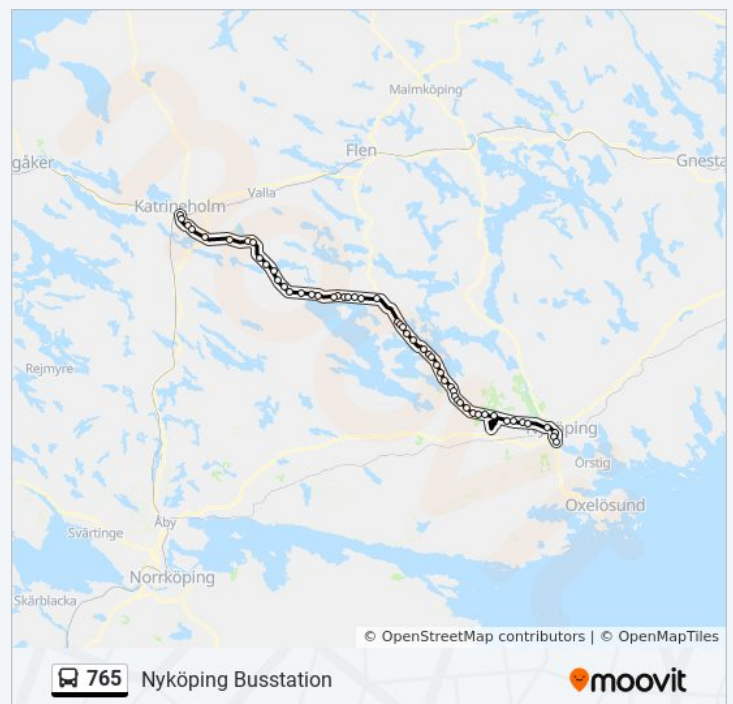 Malmköping
Flen
Gnesta
gåker
Valla
Katrineholm
Rejmyre
Nyköping
Örstig
Oxelösund
Åby
Svärtinge
Norrköping
Skärblacka
© OpenStreetMap contributors | © OpenMapTiles
765 Nyköping Busstation
moovit